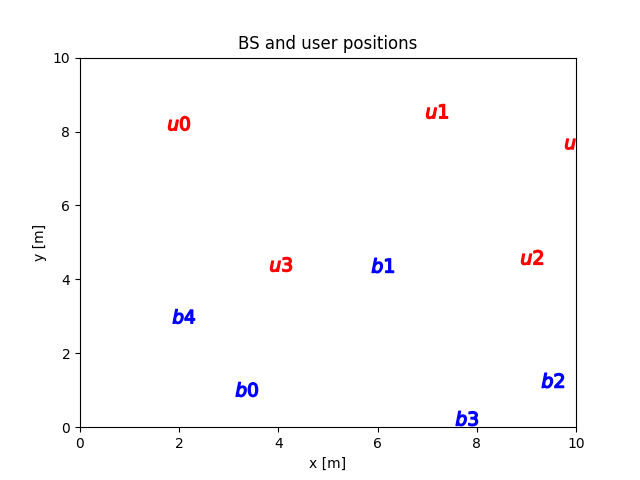 BS and user positions
10
u0
u1
8
u
6
y [m]
u3
b1
u2
4
b4
2
b0
b2
b3
0
0 2 4 6 8 10
x [m]